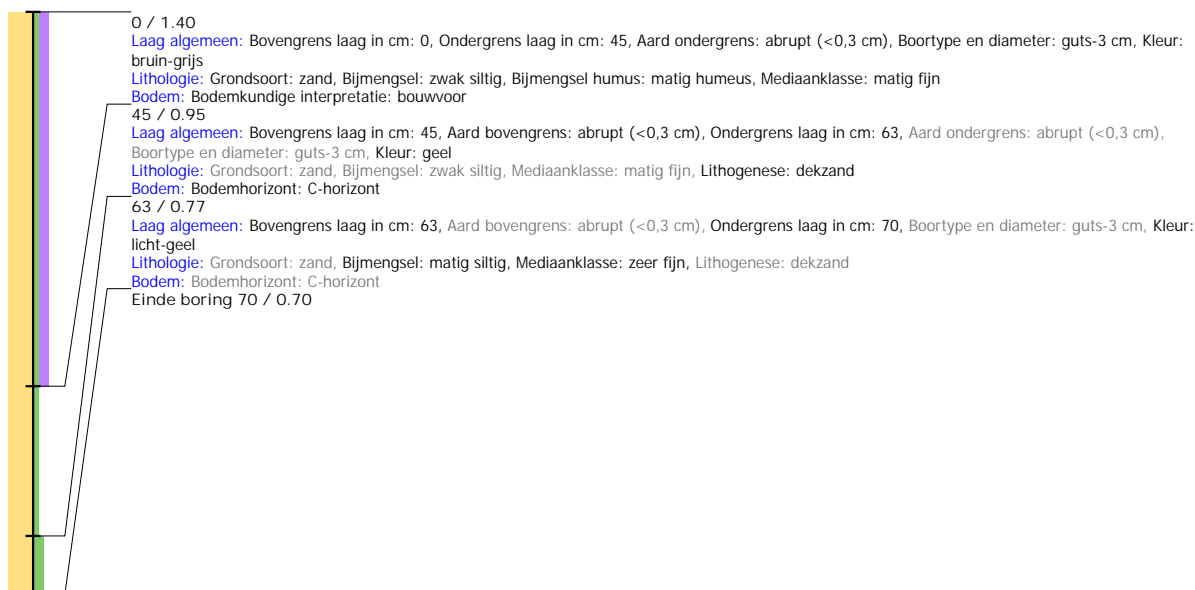 0 / 1.40
Laag algemeen: Bovengrens laag in cm: 0, Ondergrens laag in cm: 45, Aard ondergrens: abrupt (<0,3 cm), Boortype en diameter: guts-3 cm, Kleur:
bruin-grijs
Lithologie: Grondsoort: zand, Bijmengsel: zwak siltig, Bijmengsel humus: matig humeus, Mediaanklasse: matig fijn
Bodem: Bodemkundige interpretatie: bouwvoor
45 / 0.95
Laag algemeen: Bovengrens laag in cm: 45, Aard bovengrens: abrupt (<0,3 cm), Ondergrens laag in cm: 63, Aard ondergrens: abrupt (<0,3 cm),
Boortype en diameter: guts-3 cm, Kleur: geel
Lithologie: Grondsoort: zand, Bijmengsel: zwak siltig, Mediaanklasse: matig fijn, Lithogenese: dekzand
Bodem: Bodemhorizont: C-horizont
63 / 0.77
Laag algemeen: Bovengrens laag in cm: 63, Aard bovengrens: abrupt (<0,3 cm), Ondergrens laag in cm: 70, Boortype en diameter: guts-3 cm, Kleur:
licht-geel
Lithologie: Grondsoort: zand, Bijmengsel: matig siltig, Mediaanklasse: zeer fijn, Lithogenese: dekzand
Bodem: Bodemhorizont: C-horizont
Einde boring 70 / 0.70